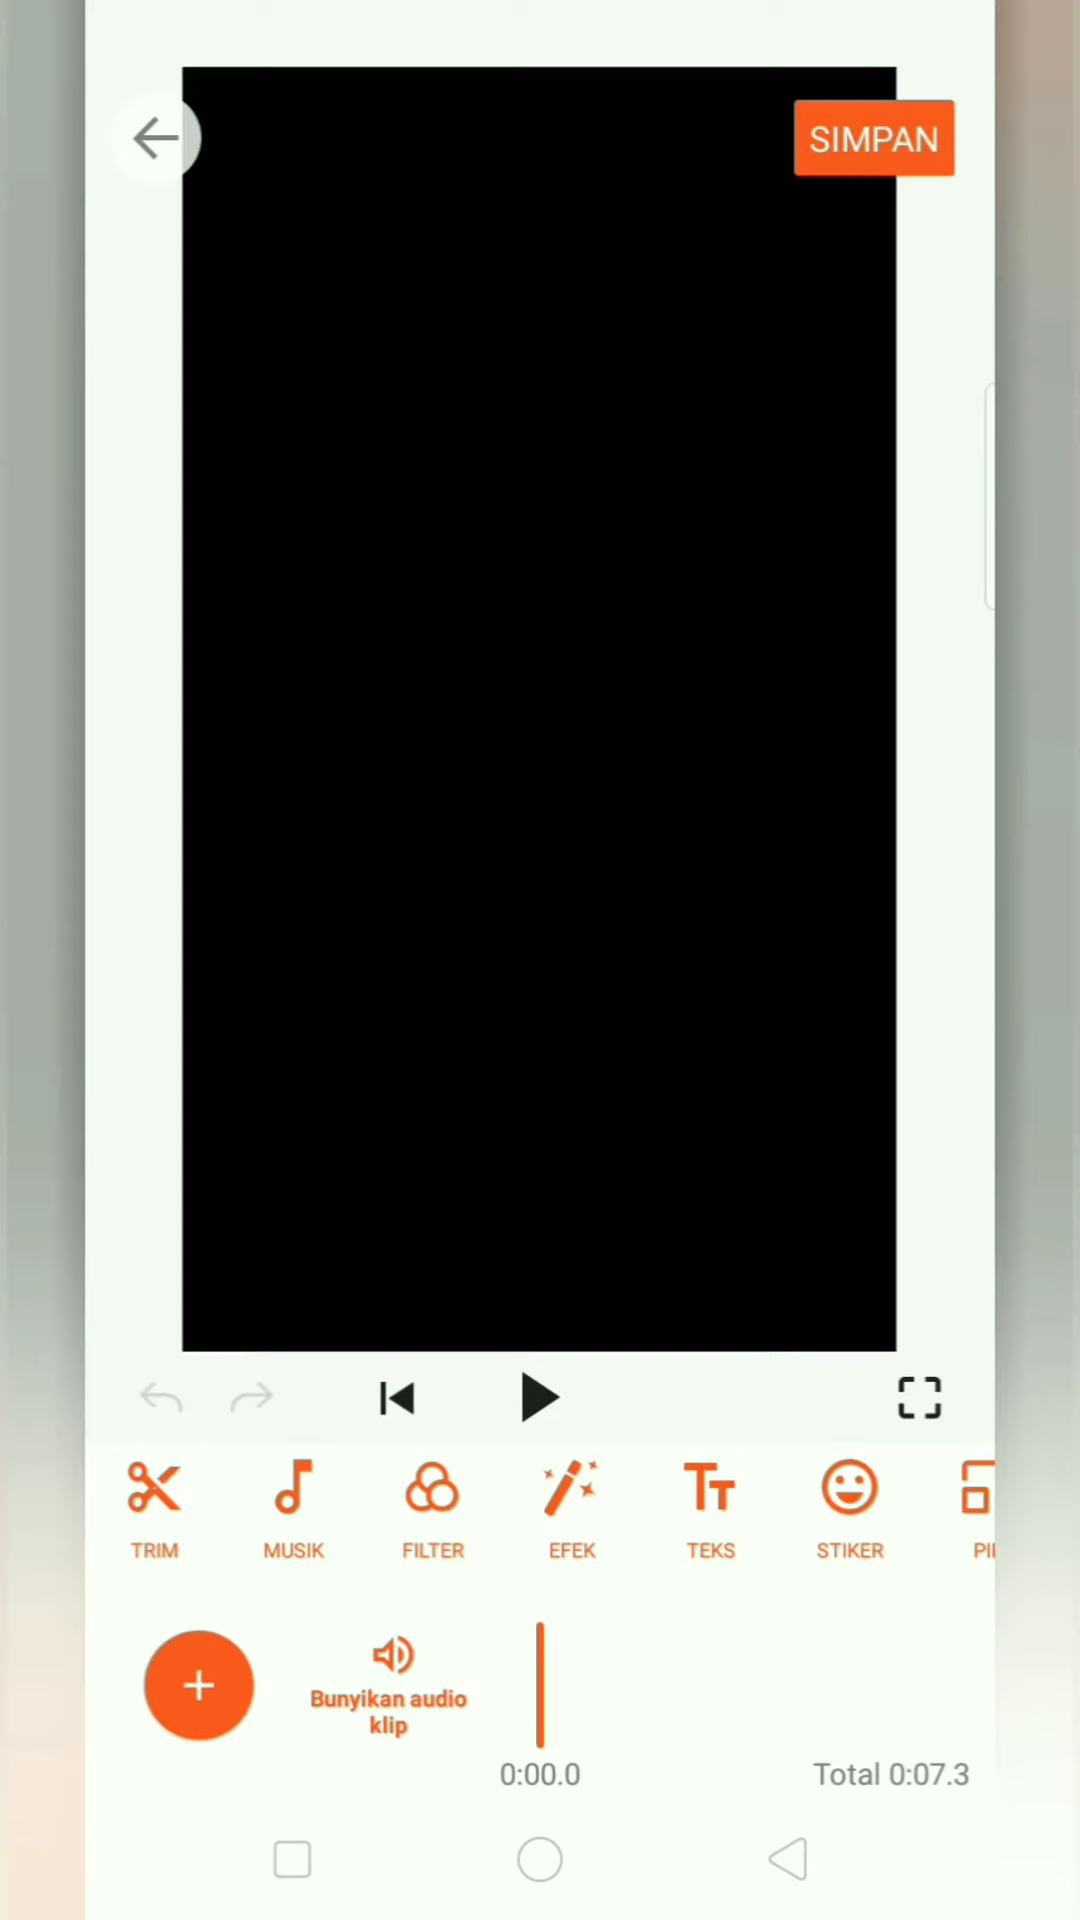 SIMPAN
TRIM
MUSIK
FILTER
EFEK
TEKS
STIKER
Bunyikan audio
klip
0:00.0
Total 0:07.3